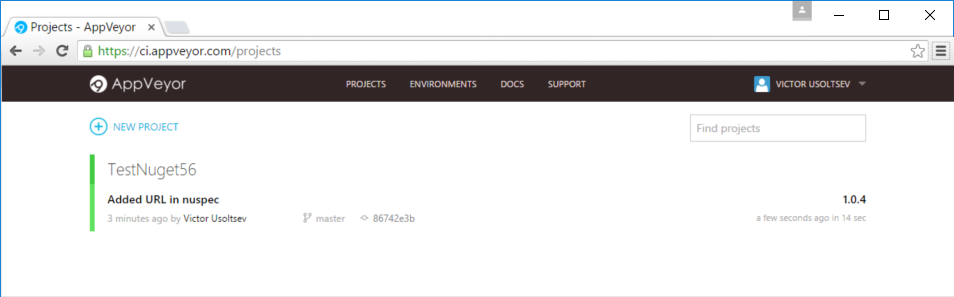 Projects - AppVeyor
https://ci.appveyor.com/projects
AppVeyor PROJECTS ENVIRONMENTS DOCS SUPPORT VICTOR USOLTSEV
NEW PROJECT Find projects
TestNuget56
Added URL in nuspec 1.0.4
3 minutes ago by Victor Usoltsev master 86742e3b a few seconds ago in 14 sec